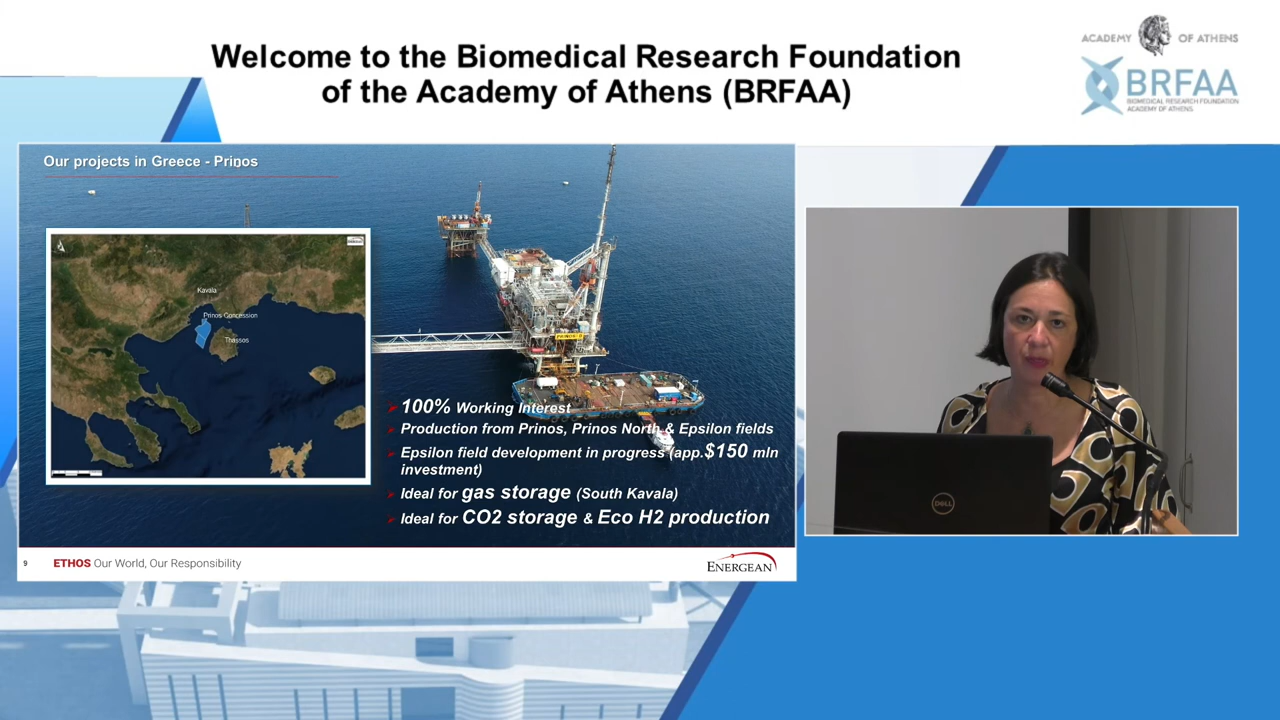 Welcome to the Biomedical Research Foundation
of the Academy of Athens (BRFAA)
ACADEMY OF ATHENS
BRFAA
BIOMEDICAL RESEARCH FOUNDATION
ACADEMY OF ATHENS
Our projects in Greece - Prinos
Kavala
Prinos Concession
Thassos
100% Working Interest
Production from Prinos, Prinos North & Epsilon fields
Epsilon field development in progress (app.$150 mln
investment)
Ideal for gas storage (South Kavala)
Ideal for CO2 storage & Eco H2 production
9
ETHOS Our World, Our Responsibility
ENERGEAN
DELL